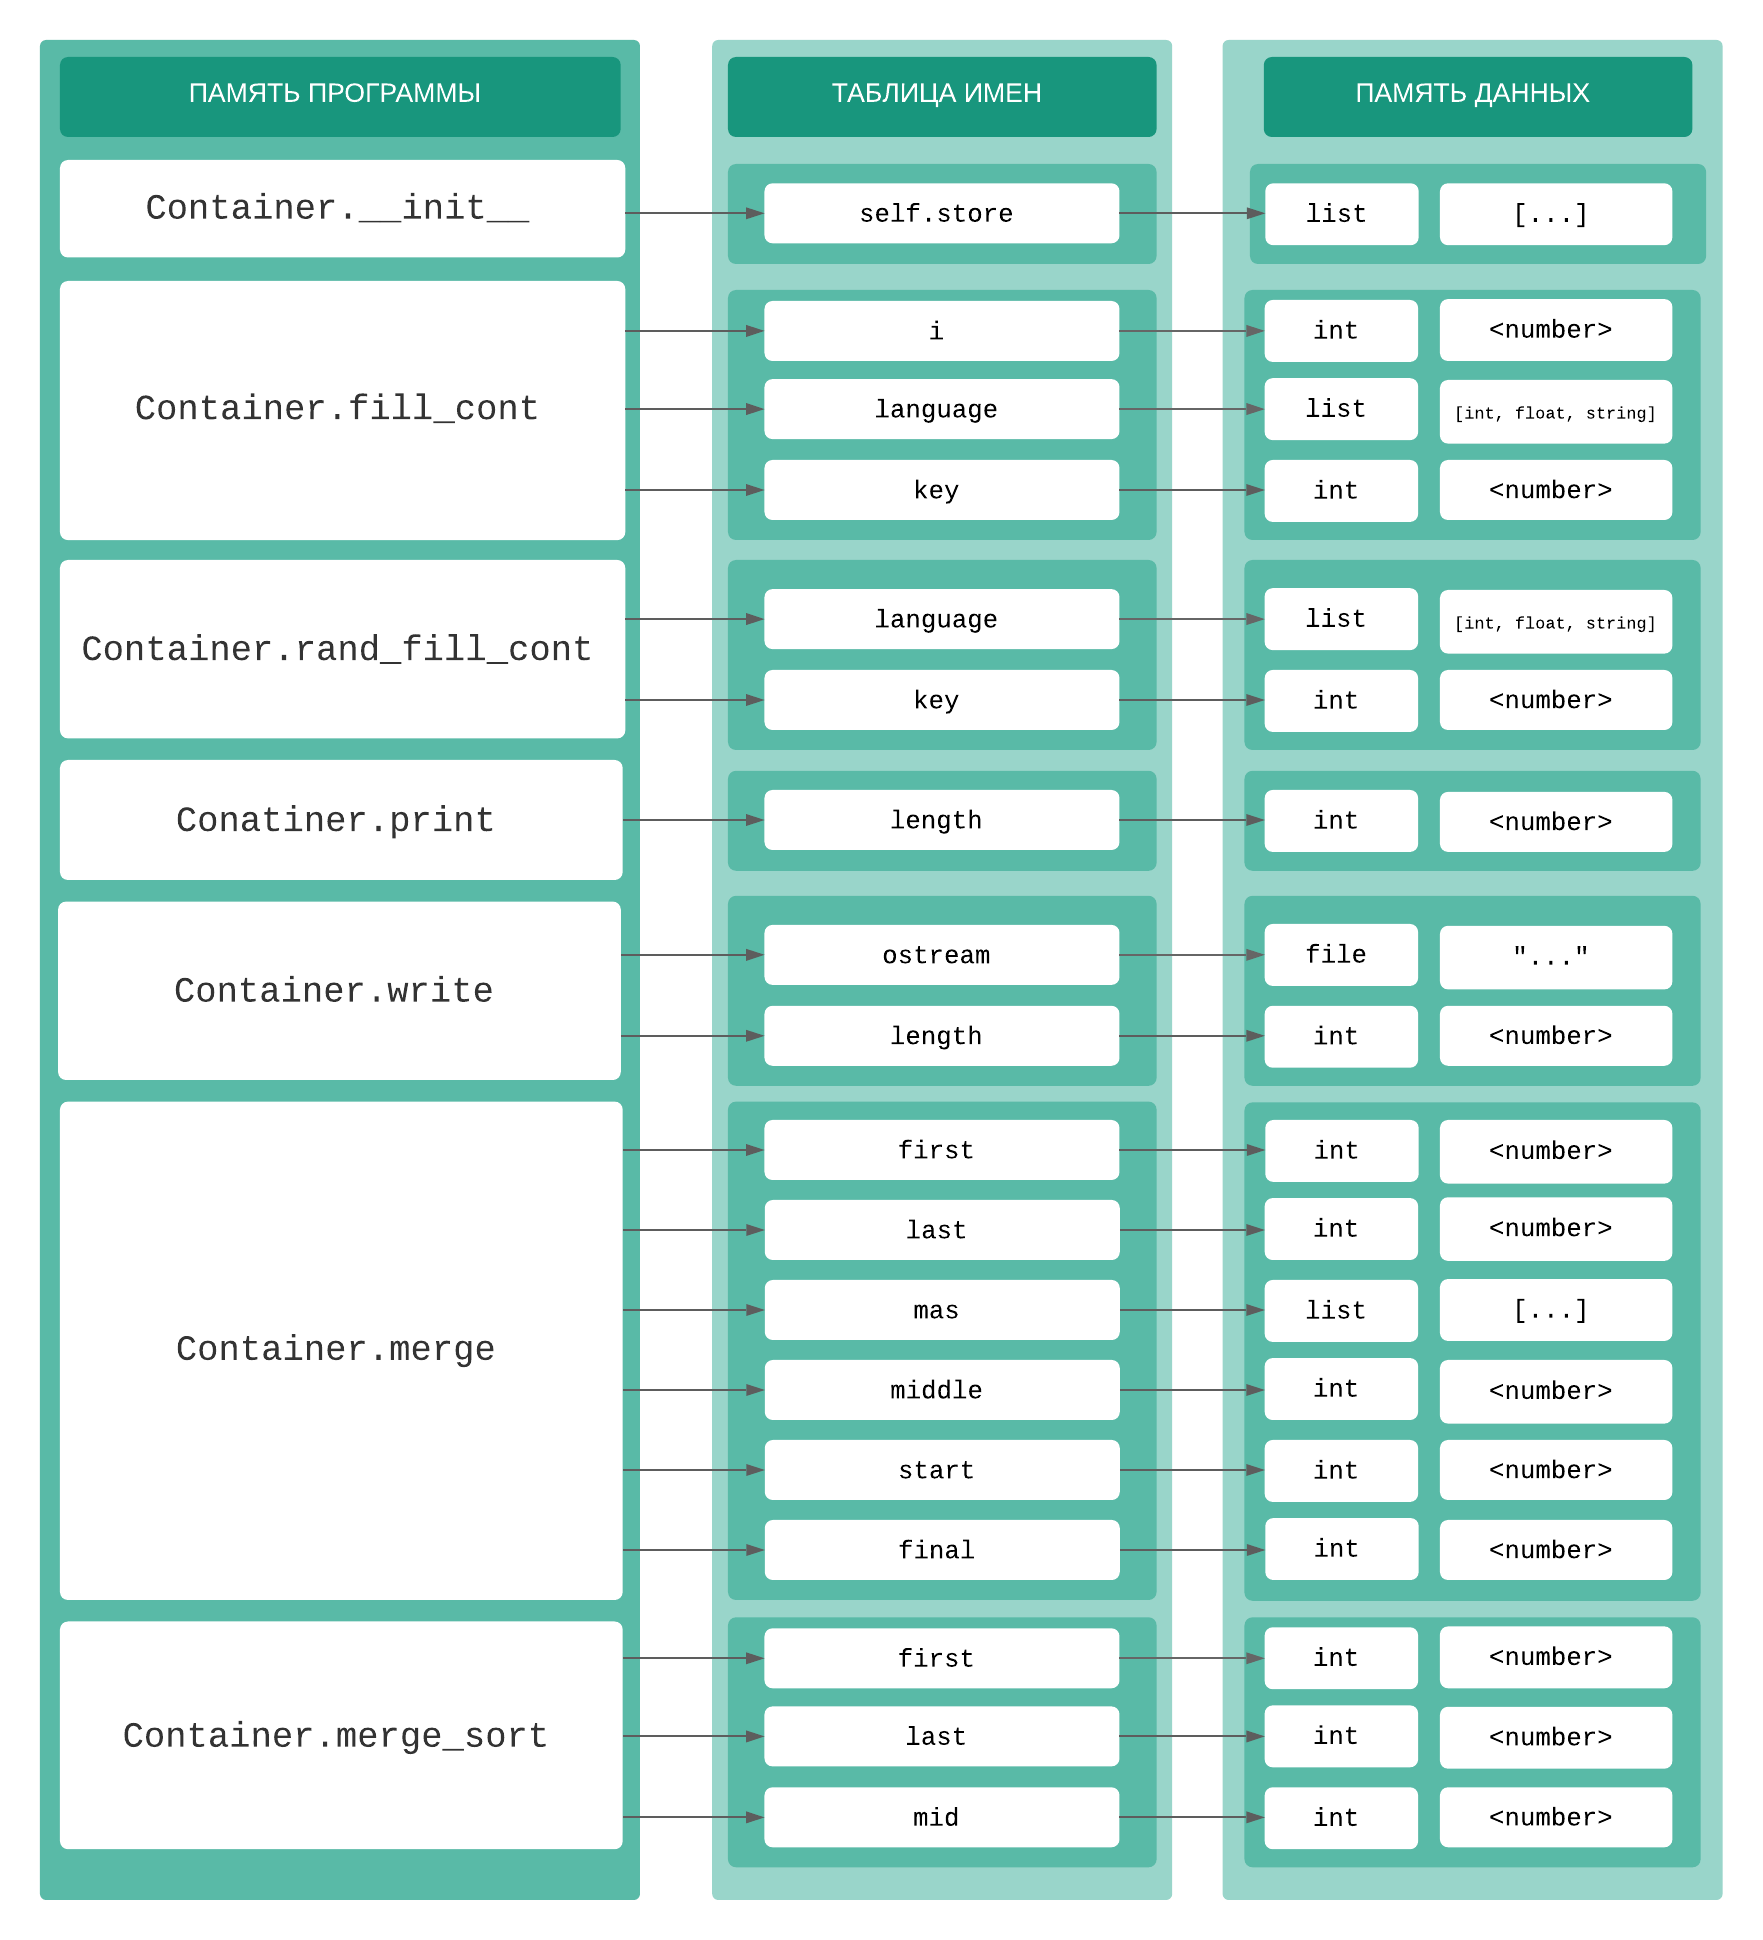 ПАМЯТЬ ПРОГРАММЫ
ТАБЛИЦА ИМЕН
ПАМЯТЬ ДАННЫХ
Container.__init__
self.store
list
[...]
Container.fill_cont
i
int
<number>
language
list
[int, float, string]
key
int
<number>
Container.rand_fill_cont
language
list
[int, float, string]
key
int
<number>
Conatiner.print
length
int
<number>
Container.write
ostream
file
"..."
length
int
<number>
Container.merge
first
int
<number>
last
int
<number>
mas
list
[...]
middle
int
<number>
start
int
<number>
final
int
<number>
Container.merge_sort
first
int
<number>
last
int
<number>
mid
int
<number>